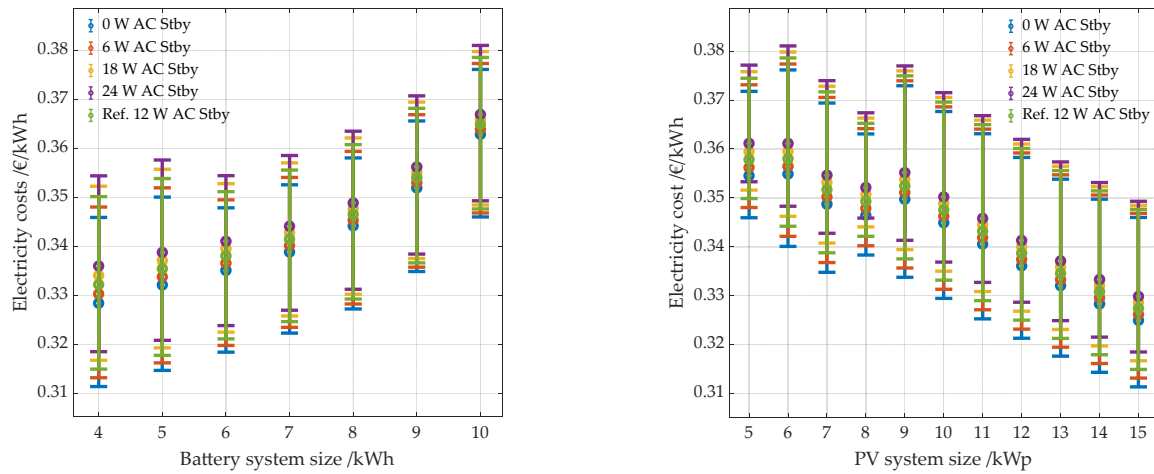 0 W AC Stby
6 W AC Stby
18 W AC Stby
24 W AC Stby
Ref. 12 W AC Stby
0.38
0.37
0.36
0.35
0.34
0.33
0.32
0.31
Electricity costs /€/kWh
4 5 6 7 8 9 10
Battery system size /kWh
0 W AC Stby
6 W AC Stby
18 W AC Stby
24 W AC Stby
Ref. 12 W AC Stby
0.38
0.37
0.36
0.35
0.34
0.33
0.32
0.31
Electricity cost /€/kWh
5 6 7 8 9 10 11 12 13 14 15
PV system size /kWp